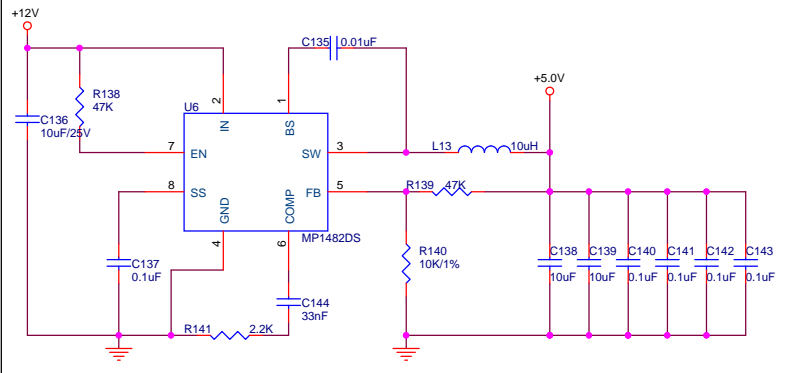 +12V
C135 0.01uF
+5.0V
R138
47K
U6
2
1
C136
10uF/25V
IN
BS
7
EN
SW
3
L13
10uH
8
SS
FB
5
R139 47K
GND
COMP
4
6
MP1482DS
C137
0.1uF
R140
10K/1%
C138
10uF
C139
10uF
C140
0.1uF
C141
0.1uF
C142
0.1uF
C143
0.1uF
C144
33nF
R141 2.2K